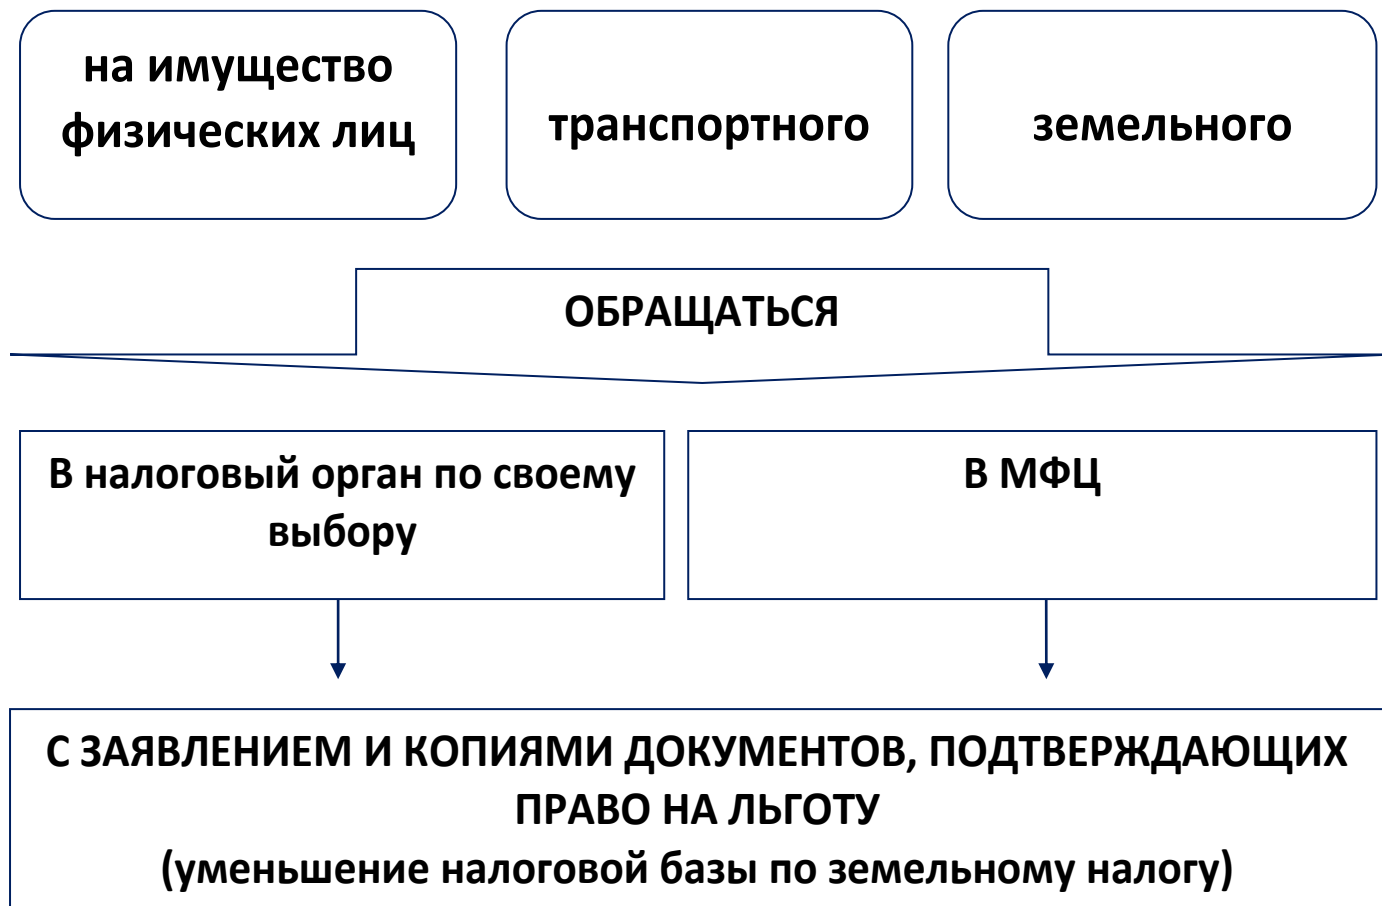 на имущество
физических лиц
транспортного
земельного
ОБРАЩАТЬСЯ
В налоговый орган по своему
выбору
В МФЦ
С ЗАЯВЛЕНИЕМ И КОПИЯМИ ДОКУМЕНТОВ, ПОДТВЕРЖДАЮЩИХ
ПРАВО НА ЛЬГОТУ
(уменьшение налоговой базы по земельному налогу)